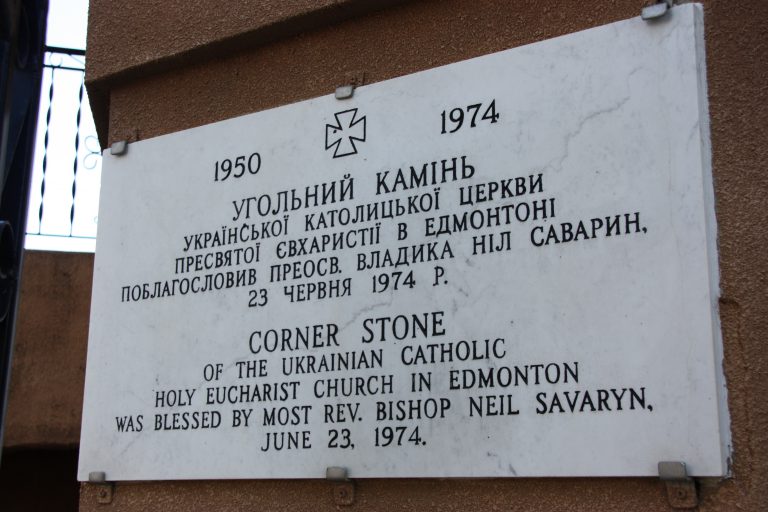 1950 1974
УГОЛЬНИЙ КАМІНЬ
УКРАЇНСЬКОЇ КАТОЛИЦЬКОЇ ЦЕРКВИ
ПРЕСВЯТОЇ ЄВХАРИСТІЇ В ЕДМОНТОНІ
ПОБЛАГОСЛОВИВ ПРЕОСВ. ВЛАДИКА НІЛ САВАРИН,
23 ЧЕРВНЯ 1974 Р.
CORNER STONE
OF THE UKRAINIAN CATHOLIC
HOLY EUCHARIST CHURCH IN EDMONTON
WAS BLESSED BY MOST REV. BISHOP NEIL SAVARYN,
JUNE 23, 1974.